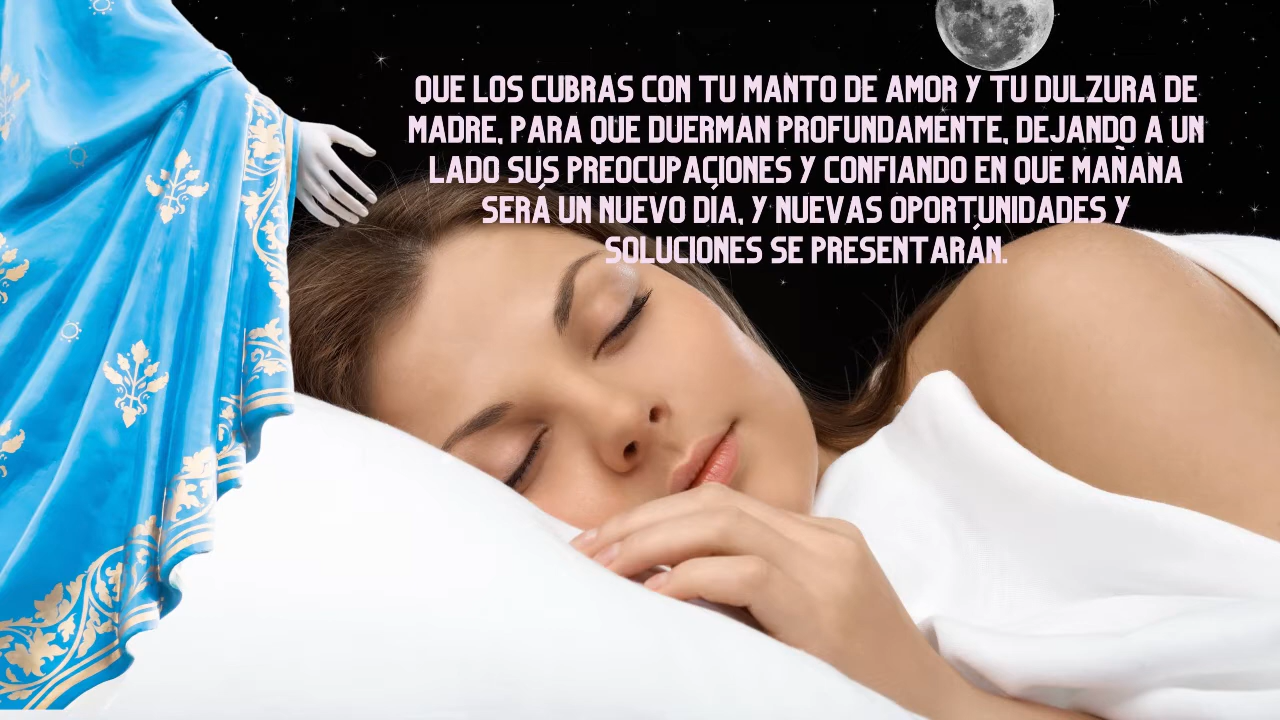 QUE LOS CUBRAS CON TU MANTO DE AMOR Y TU DULZURA DE
MADRE, PARA QUE DUERMAN PROFUNDAMENTE, DEJANDO A UN
LADO SUS PREOCUPACIONES Y CONFIANDO EN QUE MAÑANA
SERÁ UN NUEVO DÍA, Y NUEVAS OPORTUNIDADES Y
SOLUCIONES SE PRESENTARÁN.